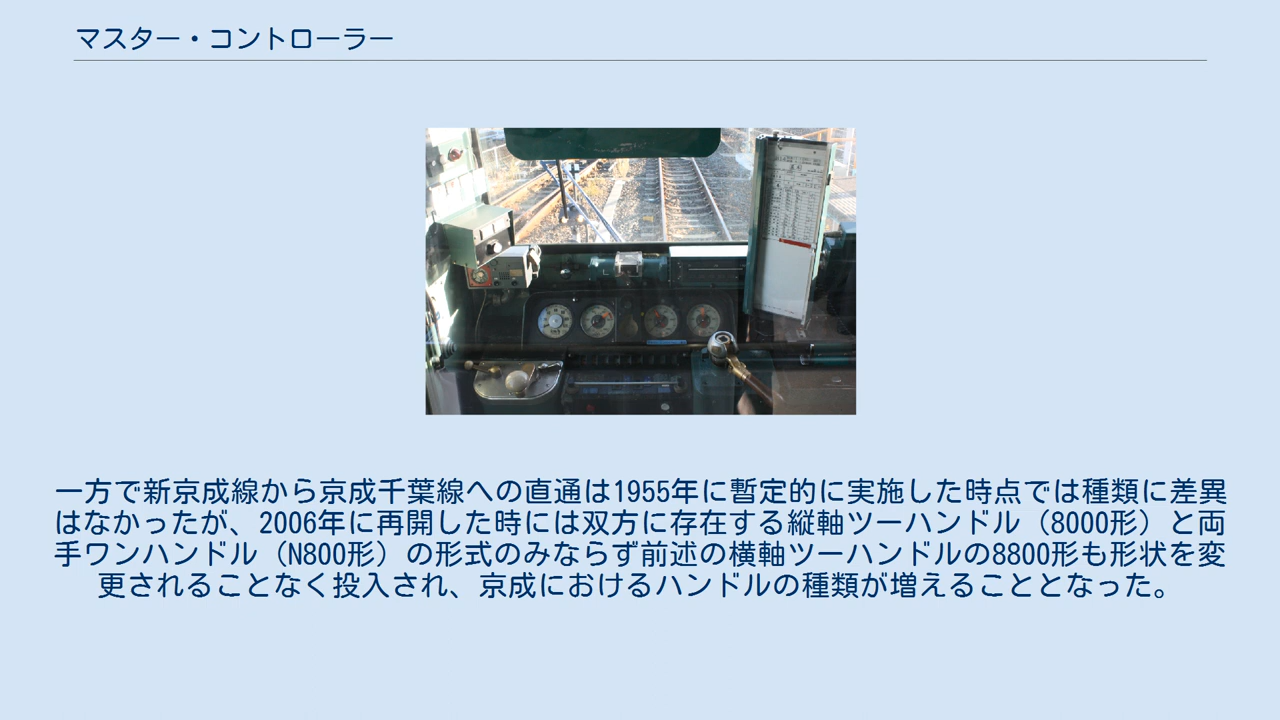 マスター・コントローラー
一方で新京成線から京成千葉線への直通は1955年に暫定的に実施した時点では種類に差異
はなかったが、2006年に再開した時には双方に存在する縦軸ツーハンドル（8000形）と両
手ワンハンドル（N800形）の形式のみならず前述の横軸ツーハンドルの8800形も形状を変
更されることなく投入され、京成におけるハンドルの種類が増えることとなった。